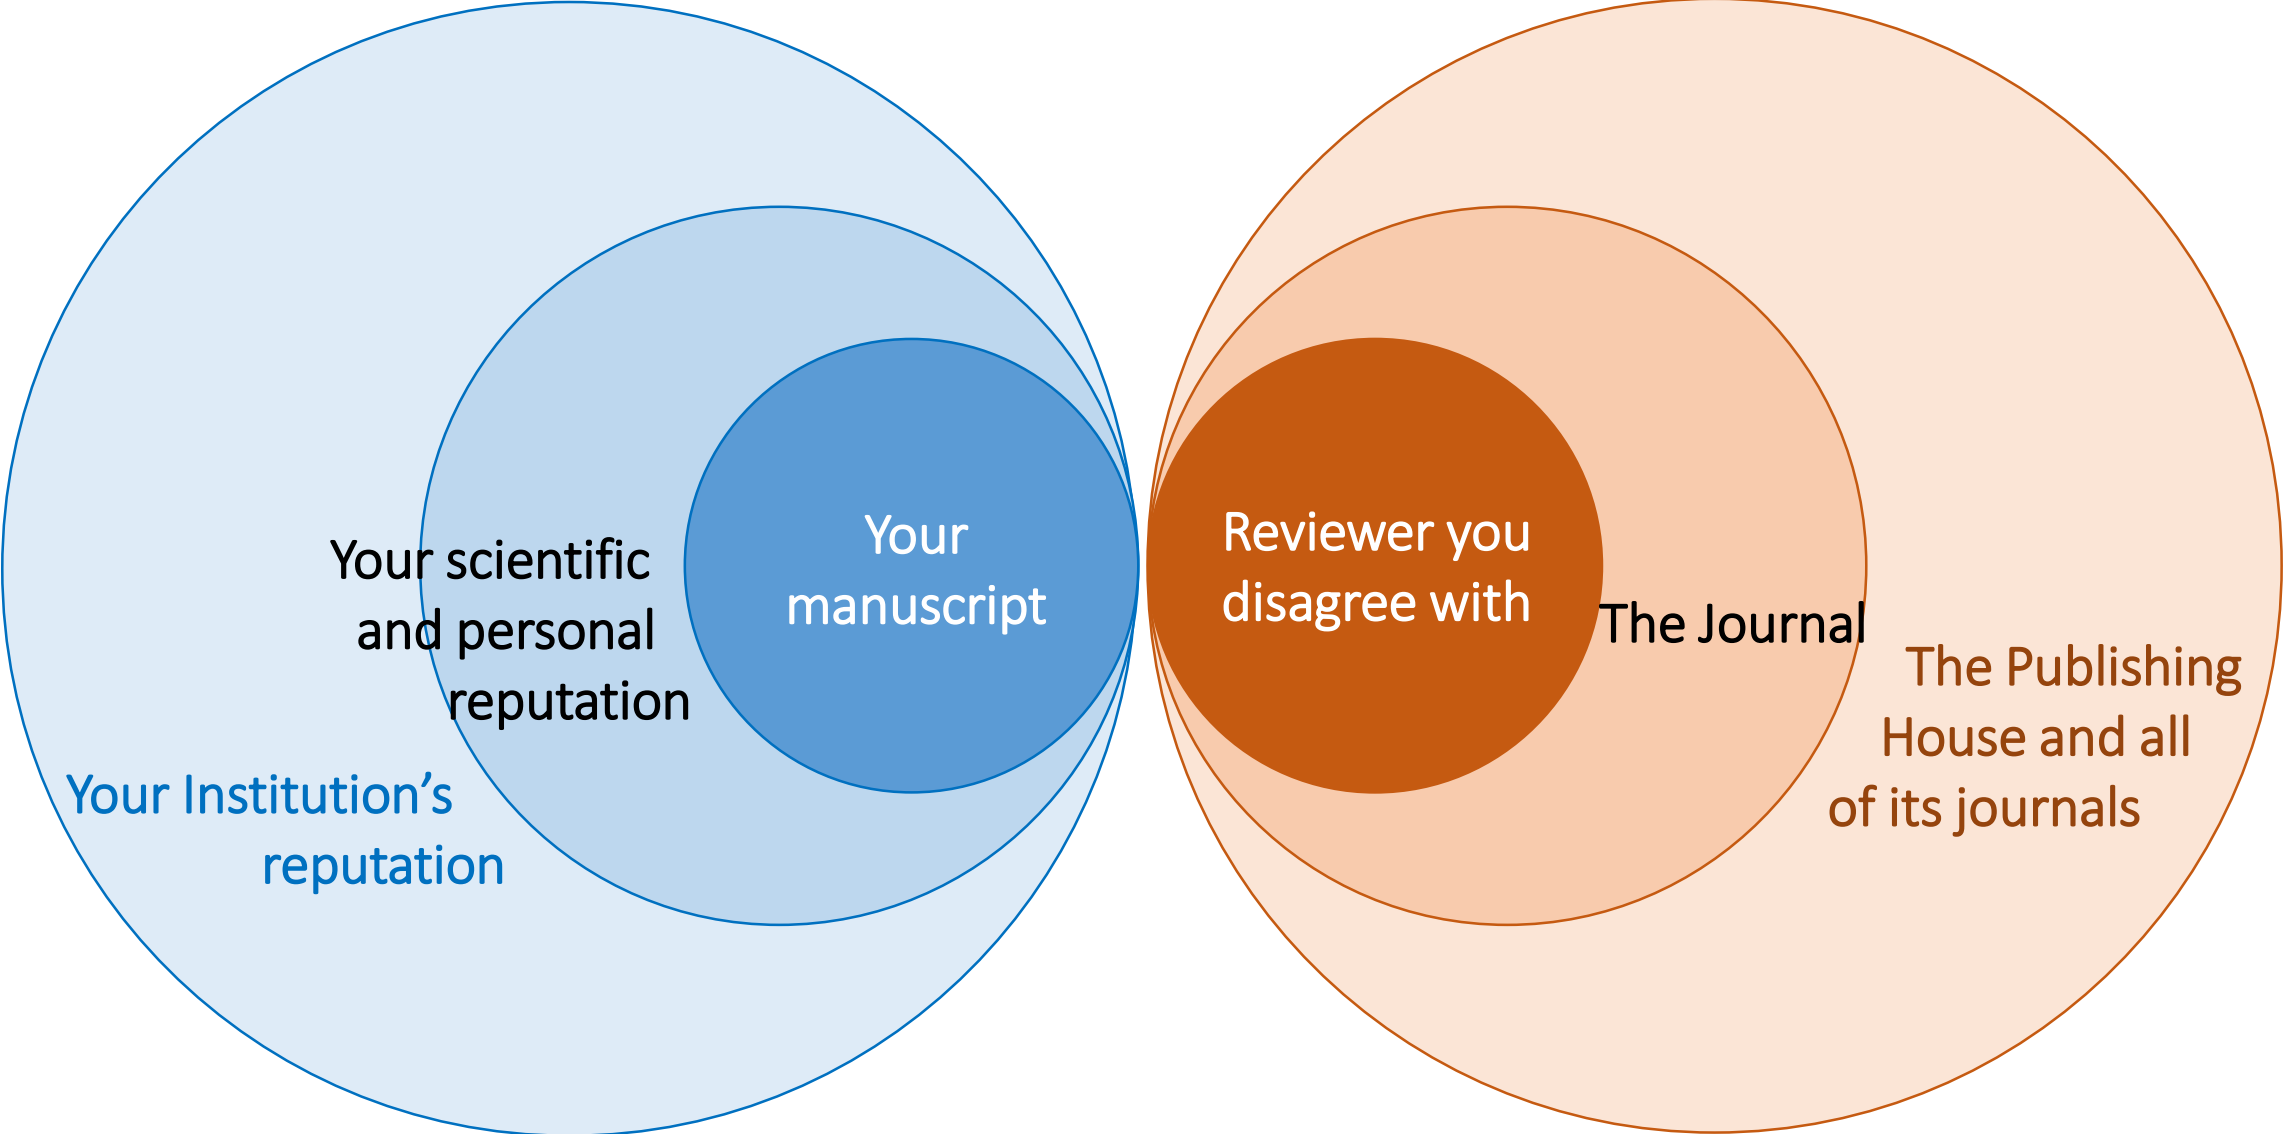 Your scientific
and personal
reputation
Your Institution’s
reputation
Your
manuscript
Reviewer you
disagree with
The Journal
The Publishing
House and all
of its journals